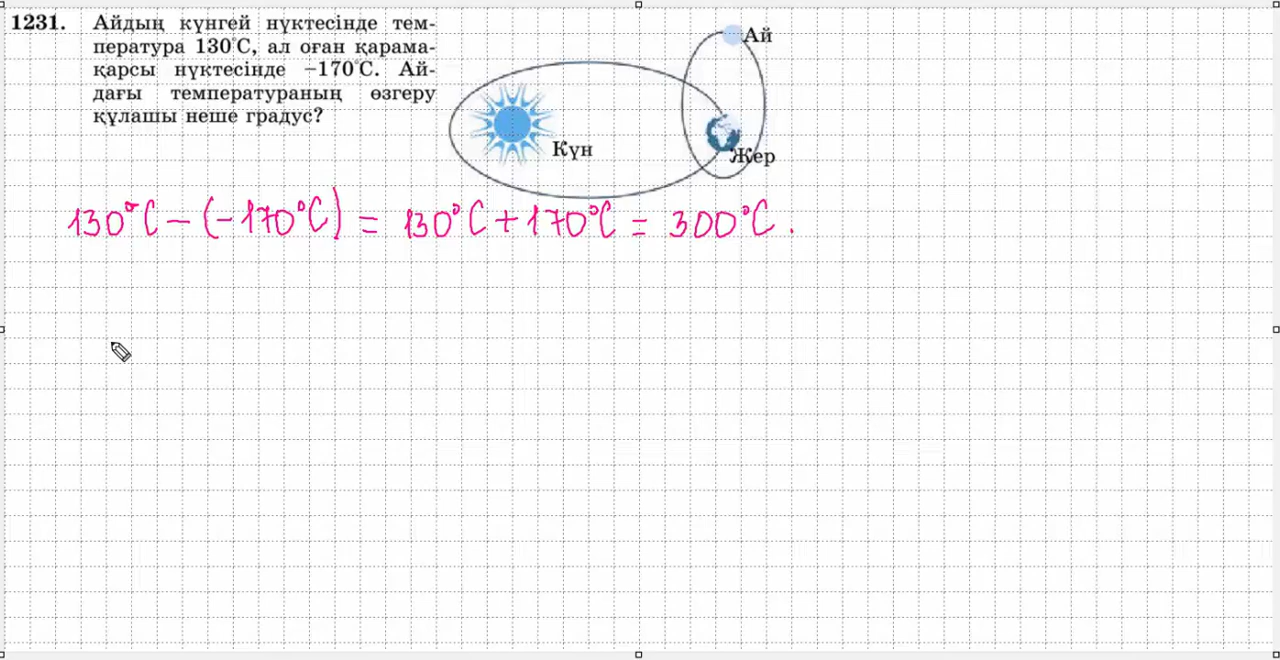 1231. Айдың күнгей нүктесінде тем-
пература 130°С, ал оған қарама-
қарсы нүктесінде −170°С. Ай-
дағы температураның өзгеру
құлашы неше градус?
Ай
Күн
Жер
130°C − (−170°C) = 130°C + 170°C = 300°C.